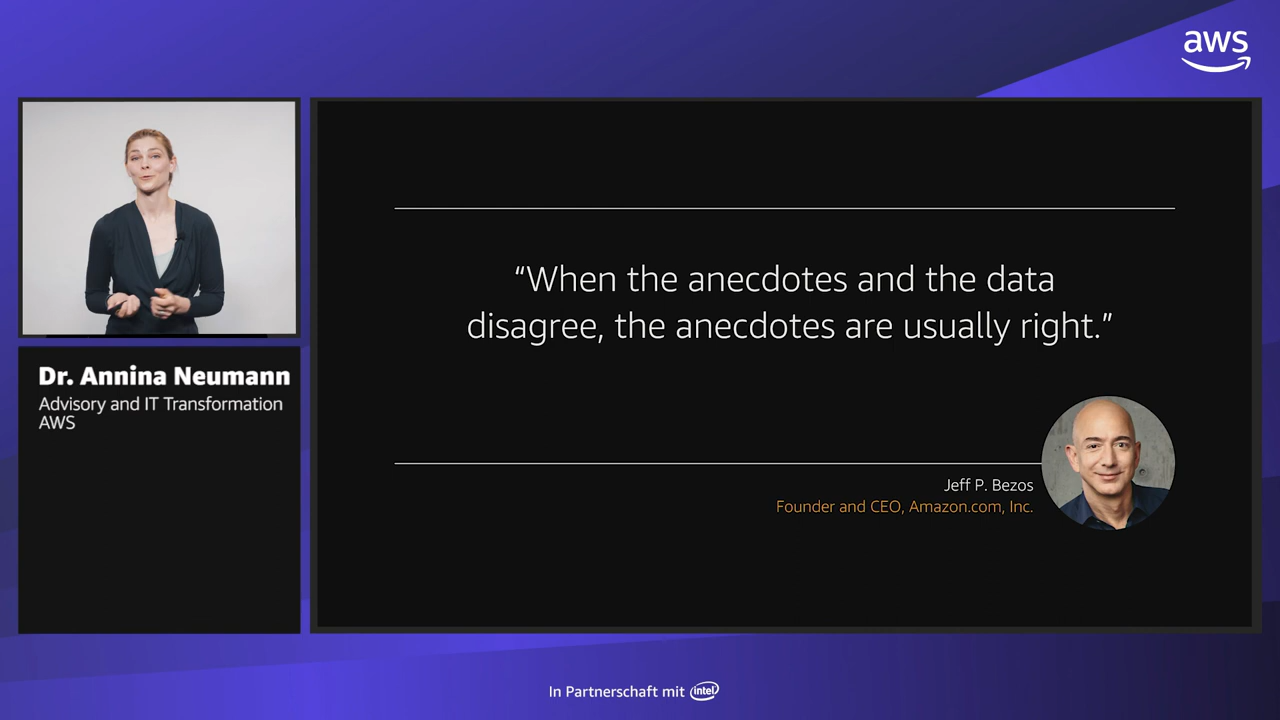 aws
Dr. Annina Neumann
Advisory and IT Transformation
AWS
“When the anecdotes and the data
disagree, the anecdotes are usually right.”
Jeff P. Bezos
Founder and CEO, Amazon.com, Inc.
In Partnerschaft mit intel